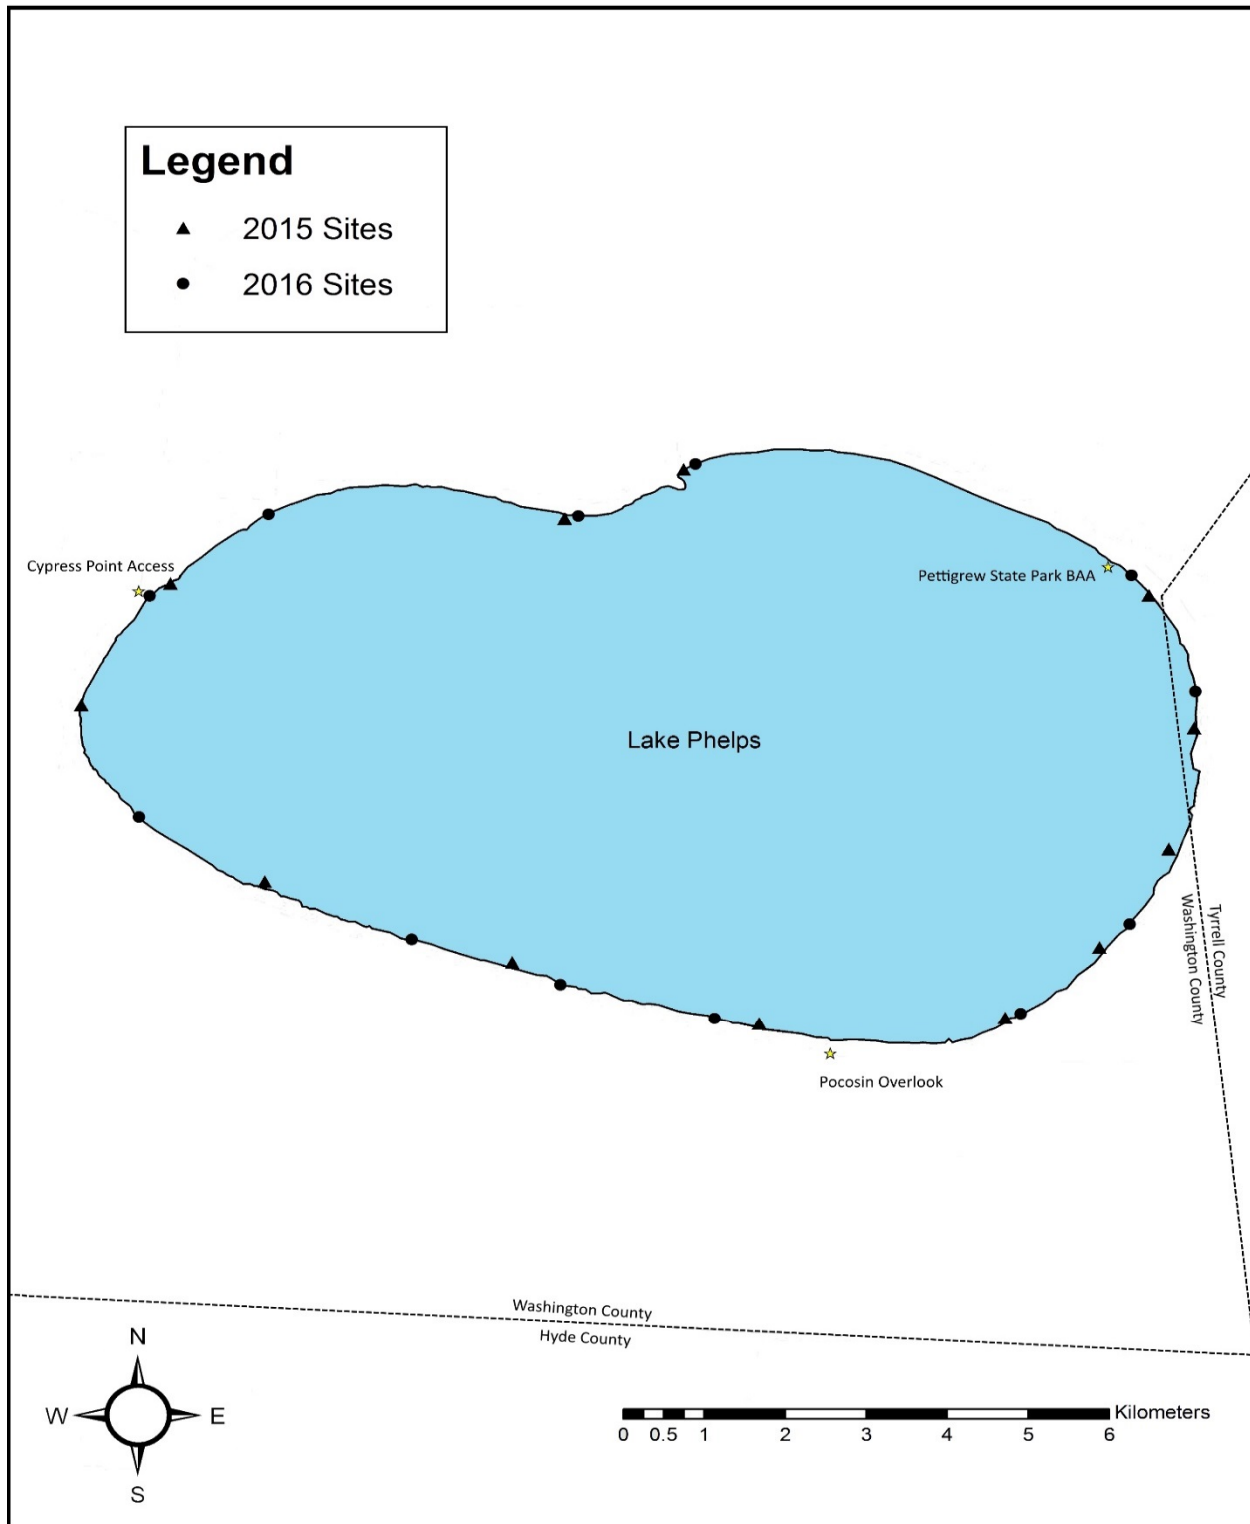 Legend
2015 Sites
2016 Sites
Cypress Point Access
Pettigrew State Park BAA
Lake Phelps
Tyrrell County
Washington County
Pocosin Overlook
Washington County
Hyde County
N
W E
S
Kilometers
0 0.5 1 2 3 4 5 6